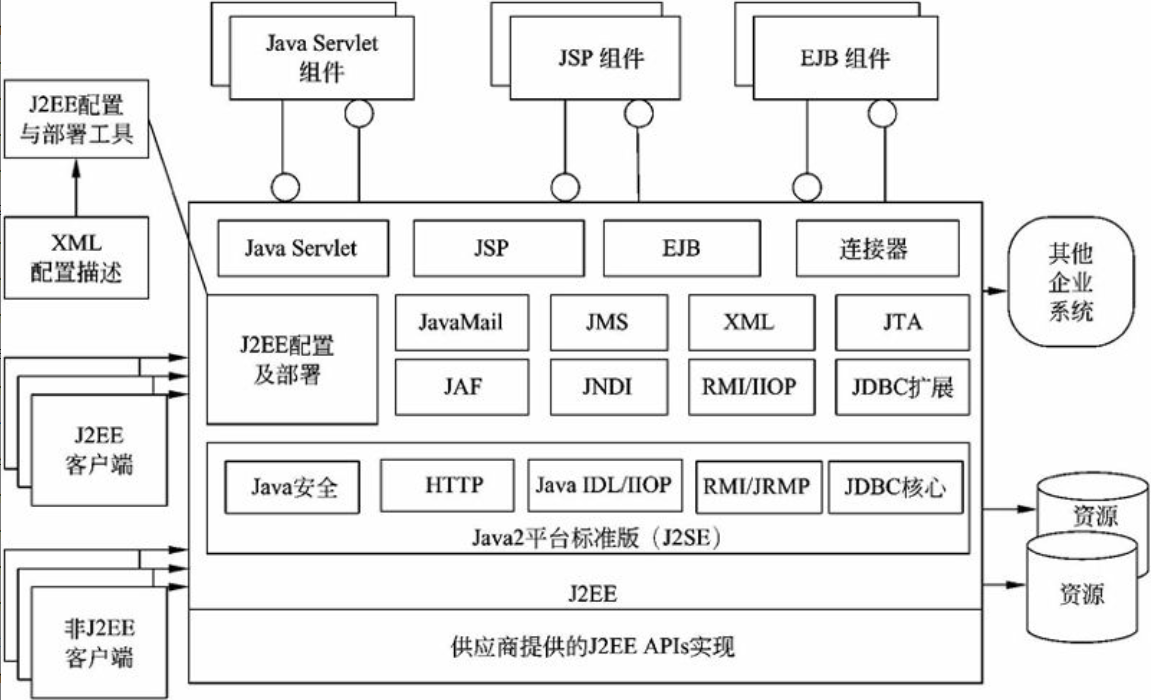 Java Servlet
组件
JSP 组件
EJB 组件
J2EE配置
与部署工具
XML
配置描述
Java Servlet
JSP
EJB
连接器
其他
企业
系统
J2EE配置
及部署
JavaMail
JMS
XML
JTA
JAF
JNDI
RMI/IIOP
JDBC扩展
J2EE
客户端
Java安全
HTTP
Java IDL/IIOP
RMI/JRMP
JDBC核心
Java2平台标准版（J2SE）
资源
资源
J2EE
非J2EE
客户端
供应商提供的J2EE APIs实现